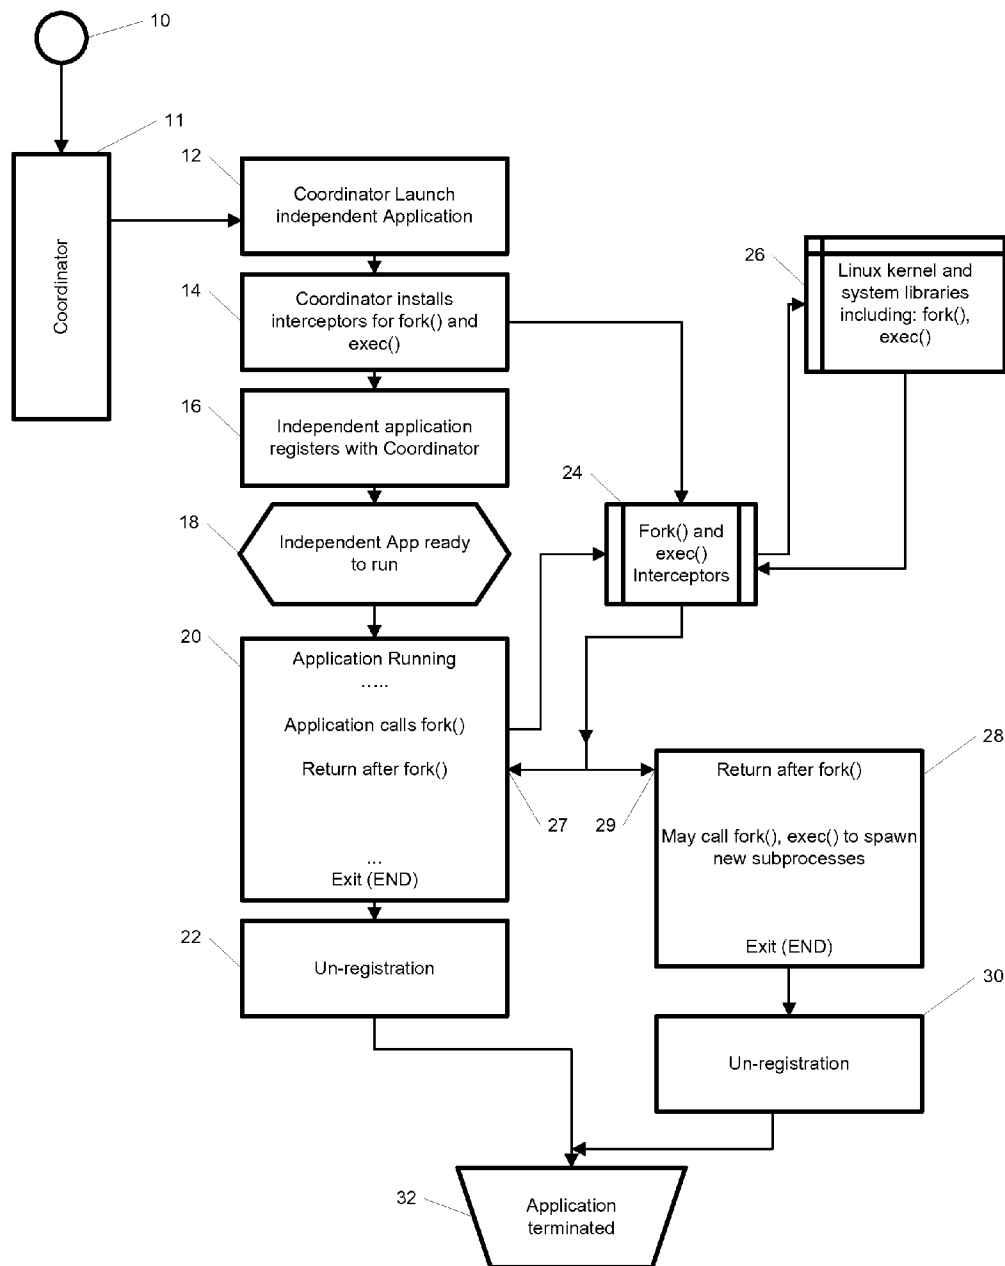 10
11
12
Coordinator
Coordinator Launch
independent Application
14
Coordinator installs
interceptors for fork() and
exec()
26
Linux kernel and
system libraries
including: fork(),
exec()
16
Independent application
registers with Coordinator
24
Fork() and
exec()
Interceptors
18
Independent App ready
to run
20
Application Running
.....
Application calls fork()
Return after fork()
...
Exit (END)
27
29
28
Return after fork()
May call fork(), exec() to spawn
new subprocesses
Exit (END)
22
Un-registration
30
Un-registration
32
Application
terminated